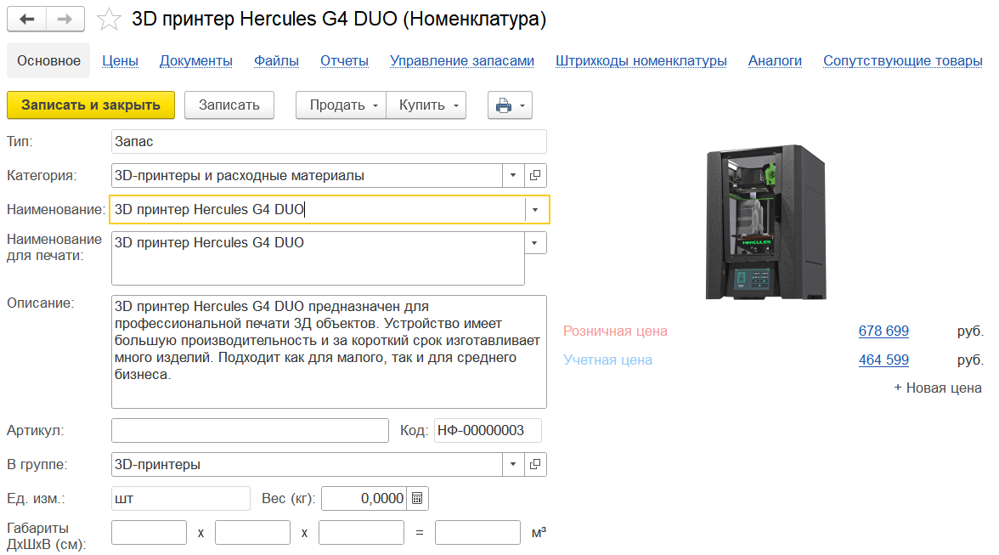 3D принтер Hercules G4 DUO (Номенклатура)
Основное Цены Документы Файлы Отчеты Управление запасами Штрихкоды номенклатуры Аналоги Сопутствующие товары
Записать и закрыть Записать Продать Купить
Тип: Запас
Категория: 3D-принтеры и расходные материалы
Наименование: 3D принтер Hercules G4 DUO
Наименование для печати: 3D принтер Hercules G4 DUO
Описание: 3D принтер Hercules G4 DUO предназначен для
профессиональной печати 3Д объектов. Устройство имеет
большую производительность и за короткий срок изготавливает
много изделий. Подходит как для малого, так и для среднего
бизнеса.
HERCULES
Розничная цена 678 699 руб.
Учетная цена 464 599 руб.
+ Новая цена
Артикул: Код: НФ-00000003
В группе: 3D-принтеры
Ед. изм.: шт Вес (кг): 0,0000
Габариты
ДхШхВ (см): x x = м³